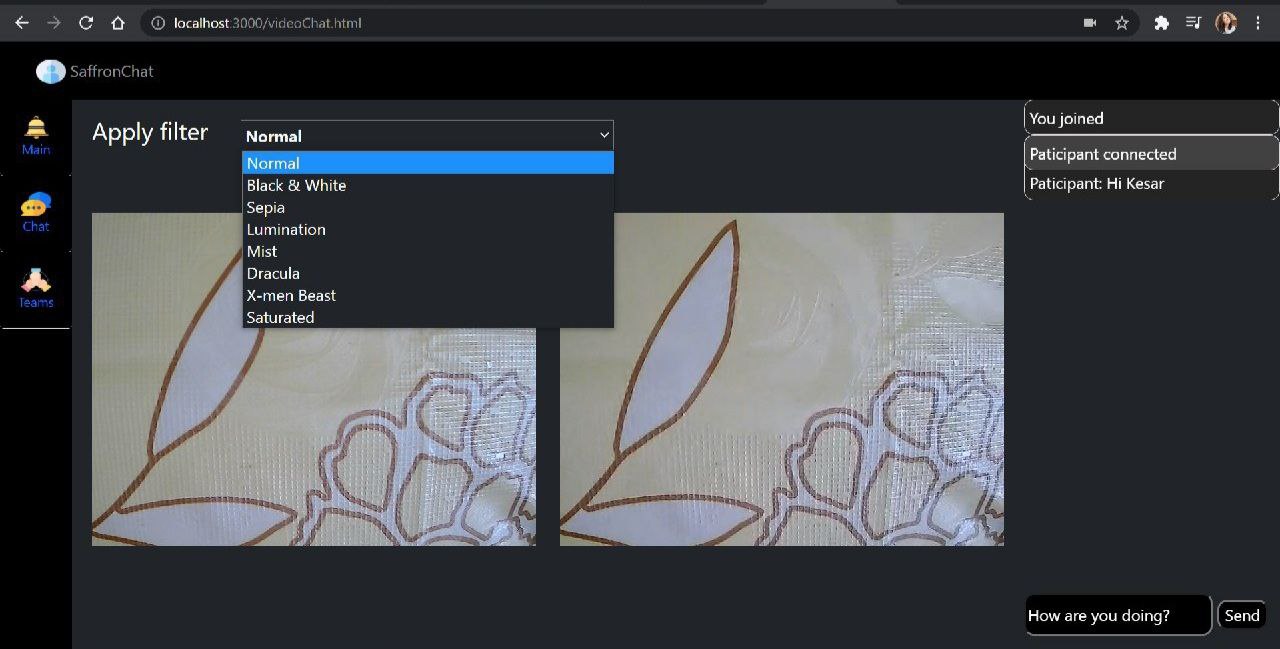 localhost:3000/videoChat.html
SaffronChat
Main
Chat
Teams
Apply filter
Normal
Normal
Black & White
Sepia
Lumination
Mist
Dracula
X-men Beast
Saturated
You joined
Paticipant connected
Paticipant: Hi Kesar
How are you doing?
Send